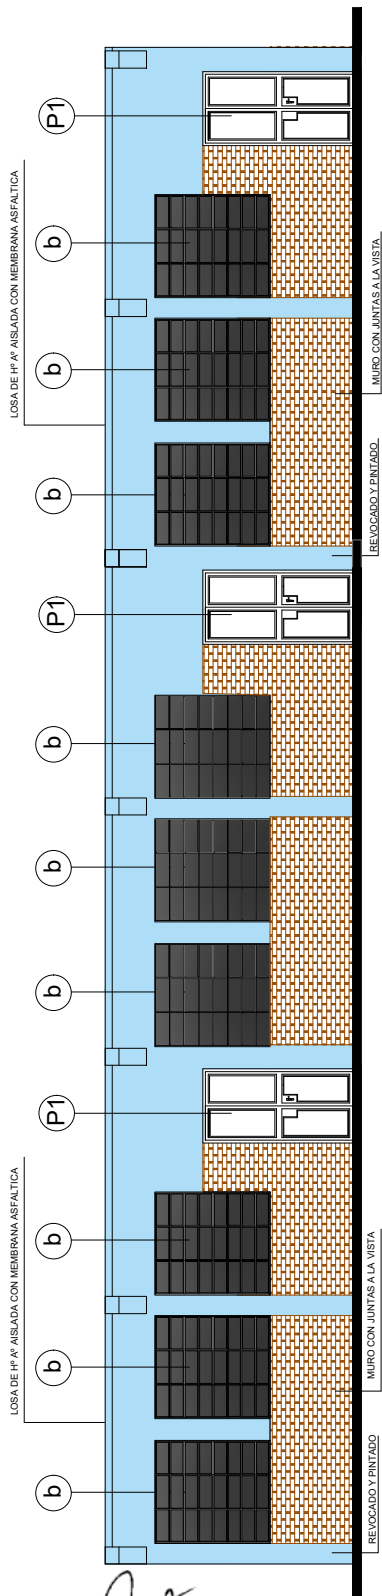 LOSA DE Hº Aº AISLADA CON MEMBRANA ASFALTICA
LOSA DE Hº Aº AISLADA CON MEMBRANA ASFALTICA
b
b
b
P1
b
b
b
P1
b
b
b
P1
MURO CON JUNTAS A LA VISTA
MURO CON JUNTAS A LA VISTA
REVOCADO Y PINTADO
REVOCADO Y PINTADO